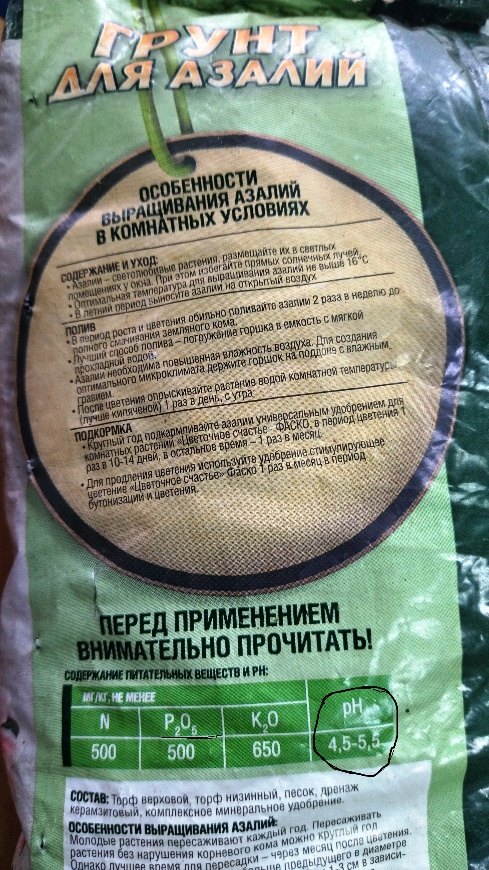 ГРУНТ
ДЛЯ АЗАЛИЙ
ОСОБЕННОСТИ
ВЫРАЩИВАНИЯ АЗАЛИЙ
В КОМНАТНЫХ УСЛОВИЯХ
СОДЕРЖАНИЕ И УХОД:
• Азалии – светолюбивые растения, размещайте их в светлых
помещениях у окна. При этом избегайте прямых солнечных лучей.
• Оптимальная температура для выращивания азалий не выше 16°С
• В летний период выносите азалии на открытый воздух
ПОЛИВ
• В период роста и цветения обильно поливайте азалии 2 раза в неделю до
полного смачивания земляного кома.
• Лучший способ полива – погружение горшка в емкость с мягкой
прохладной водой.
• Азалии необходима повышенная влажность воздуха. Для создания
оптимального микроклимата держите горшок на поддоне с влажным
гравием.
• После цветения опрыскивайте растение водой комнатной температуры
(лучше кипяченой) 1 раз в день, с утра
ПОДКОРМКА
• Круглый год подкармливайте азалии универсальным удобрением для
комнатных растений «Цветочное счастье» ФАСКО, в период цветения 1
раз в 10-14 дней, в остальное время – 1 раз в месяц.
• Для продления цветения используйте удобрение стимулирующее
цветение «Цветочное счастье» Фаско 1 раз в месяц в период
бутонизации и цветения.
ПЕРЕД ПРИМЕНЕНИЕМ
ВНИМАТЕЛЬНО ПРОЧИТАТЬ!
СОДЕРЖАНИЕ ПИТАТЕЛЬНЫХ ВЕЩЕСТВ И PH:
МГ/КГ, НЕ МЕНЕЕ
N P₂O₅ K₂O pH
500 500 650 4,5-5,5
СОСТАВ: Торф верховой, торф низинный, песок, дренаж
керамзитовый, комплексное минеральное удобрение.
ОСОБЕННОСТИ ВЫРАЩИВАНИЯ АЗАЛИЙ:
Молодые растения пересаживают каждый год. Пересаживать
растения без нарушения корневого кома можно круглый год.
Однако лучшее время для пересадки – через месяц после цветения.
больше предыдущего в диаметре
1-3 см в зависи-